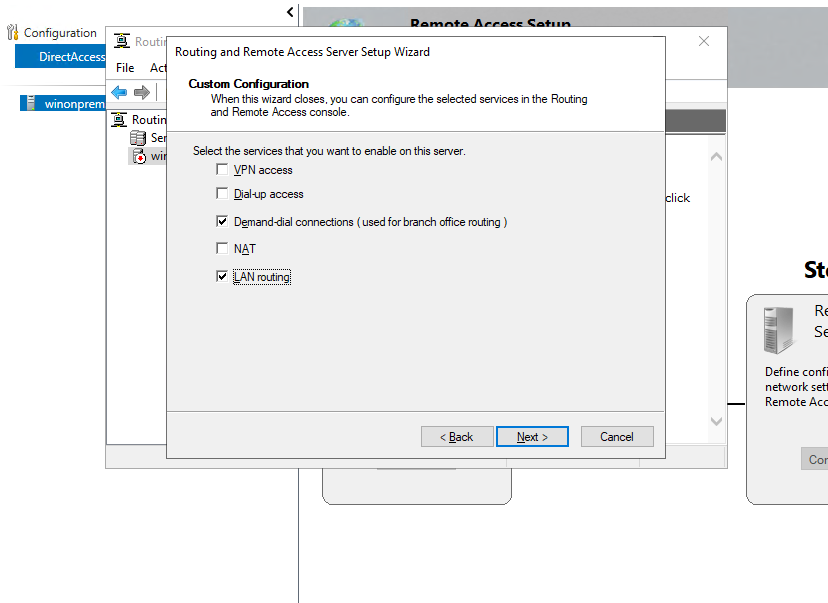 Configuration
DirectAccess
winonprem
Remote Access Setup
Routin
File Act
Routin
Ser
win
Routing and Remote Access Server Setup Wizard
Custom Configuration
When this wizard closes, you can configure the selected services in the Routing
and Remote Access console.
Select the services that you want to enable on this server.
VPN access
Dial-up access
Demand-dial connections (used for branch office routing )
NAT
LAN routing
< Back Next > Cancel
click
Ste
Re
Se
Define confi
network sett
Remote Acc
Con